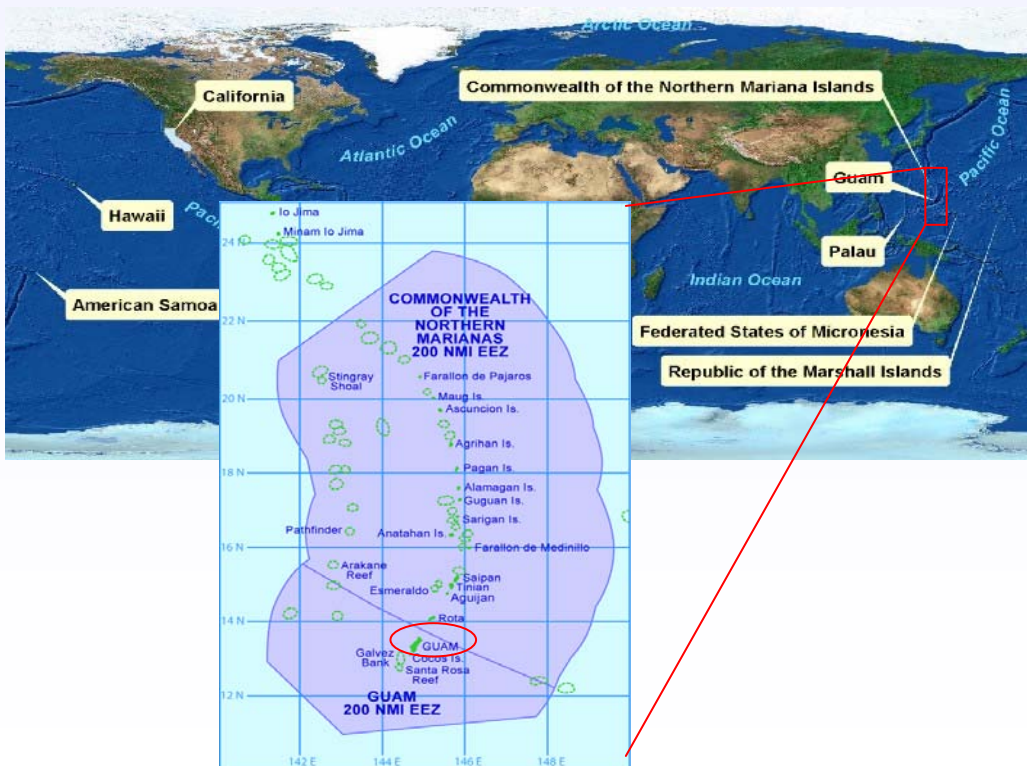 Arctic Ocean
California
Commonwealth of the Northern Mariana Islands
Atlantic Ocean
Pacific Ocean
Guam
Hawaii
Paci
Palau
Indian Ocean
American Samoa
Federated States of Micronesia
Republic of the Marshall Islands
Io Jima
Minam Io Jima
24 N
COMMONWEALTH
OF THE
NORTHERN
MARIANAS
200 NMI EEZ
22 N
Stingray
Shoal
Farallon de Pajaros
Maug Is.
20 N
Ascuncion Is.
Agrihan Is.
18 N
Pagan Is.
Alamagan Is.
Guguan Is.
Sarigan Is.
Pathfinder
Anatahan Is.
16 N
Farallon de Medinillo
Arakane
Reef
Saipan
Esmeraldo
Tinian
Aguijan
14 N
Rota
GUAM
Galvez
Bank
Cocos Is.
Santa Rosa
Reef
12 N
GUAM
200 NMI EEZ
142 E
144 E
146 E
148 E